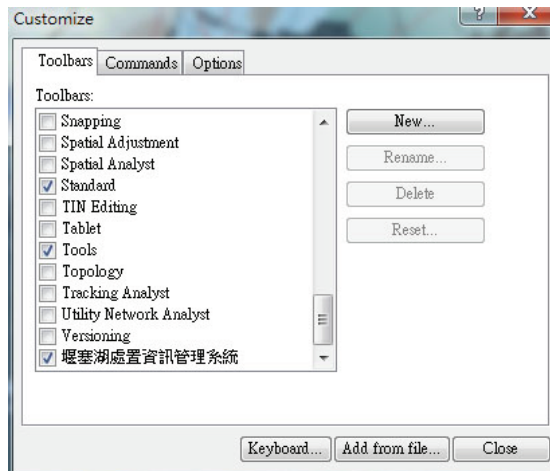 Customize
Toolbars Commands Options
Toolbars:
Snapping
Spatial Adjustment
Spatial Analyst
Standard
TIN Editing
Tablet
Tools
Topology
Tracking Analyst
Utility Network Analyst
Versioning
堰塞湖處置資訊管理系統
New...
Rename...
Delete
Reset...
Keyboard... Add from file... Close